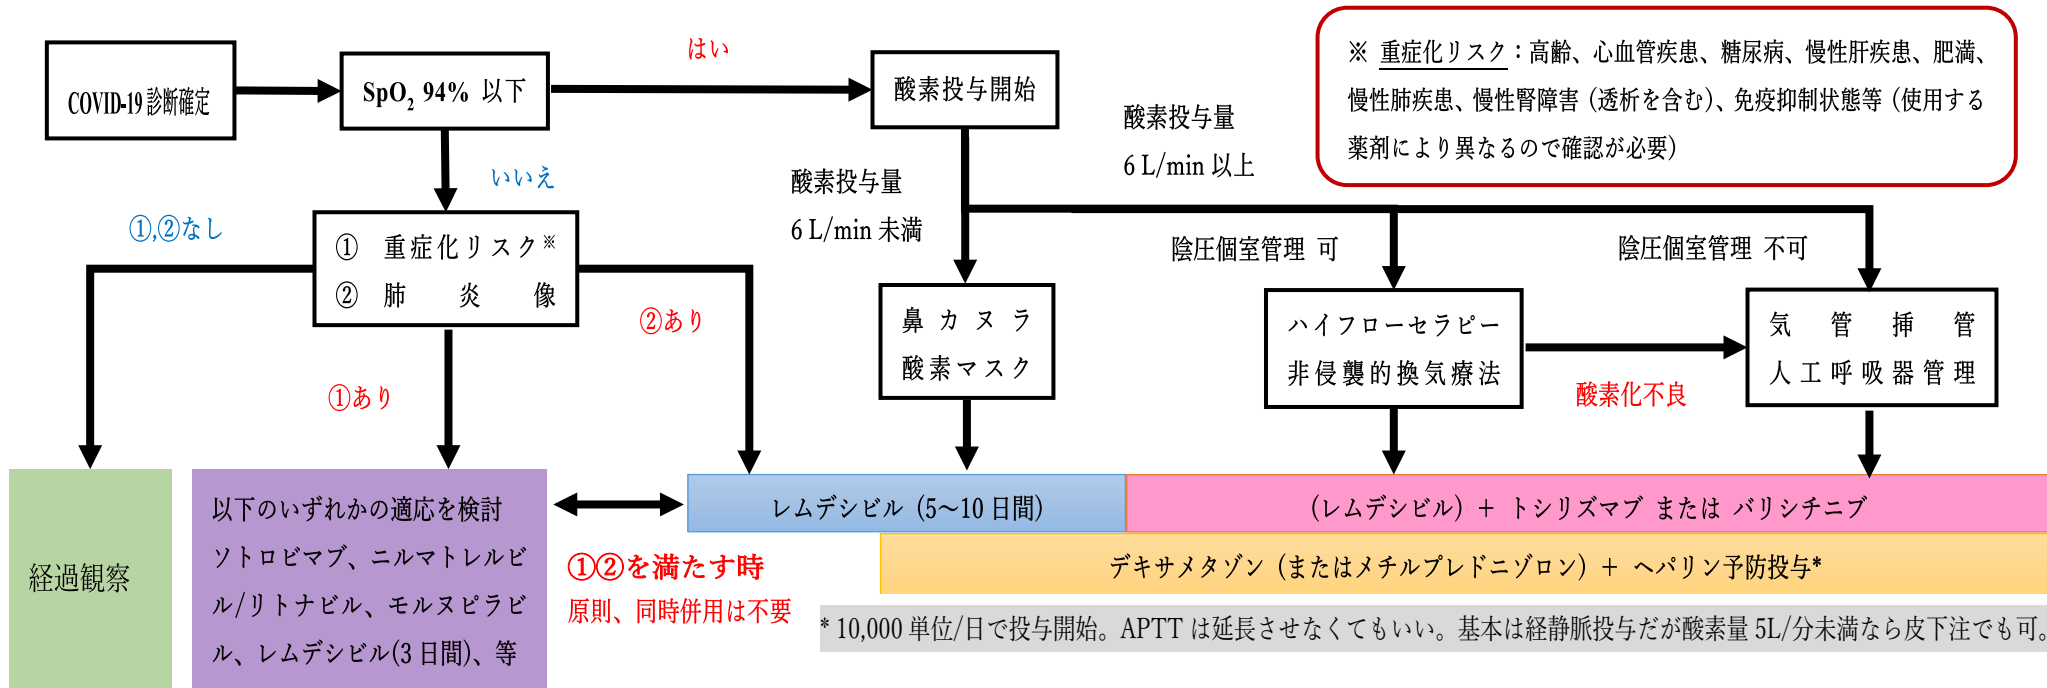 COVID-19 診断確定
SpO₂ 94% 以下
はい
酸素投与開始
※ 重症化リスク：高齢、心血管疾患、糖尿病、慢性肝疾患、肥満、
慢性肺疾患、慢性腎障害（透析を含む）、免疫抑制状態等（使用する
薬剤により異なるので確認が必要）
いいえ
酸素投与量
6 L/min 未満
酸素投与量
6 L/min 以上
①,②なし
① 重症化リスク※
② 肺炎像
②あり
①あり
陰圧個室管理 可
陰圧個室管理 不可
鼻カヌラ
酸素マスク
ハイフローセラピー
非侵襲的換気療法
酸素化不良
気管挿管
人工呼吸器管理
経過観察
以下のいずれかの適応を検討
ソトロビマブ、ニルマトレルビ
ル/リトナビル、モルヌピラビ
ル、レムデシビル(3 日間)、等
①②を満たす時
原則、同時併用は不要
レムデシビル（5～10 日間）
（レムデシビル）＋ トシリズマブ または バリシチニブ
デキサメタゾン（またはメチルプレドニゾロン）＋ ヘパリン予防投与*
* 10,000 単位/日で投与開始。APTT は延長させなくてもいい。基本は経静脈投与だが酸素量 5L/分未満なら皮下注でも可。